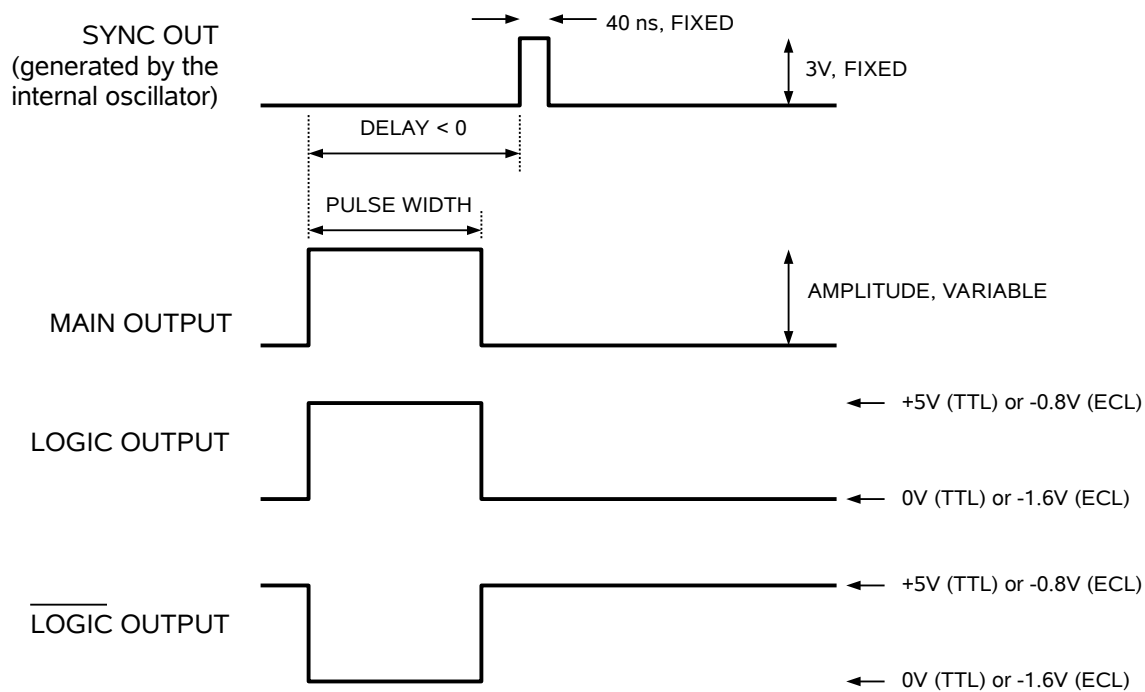 SYNC OUT
(generated by the
internal oscillator)
40 ns, FIXED
3V, FIXED
DELAY < 0
PULSE WIDTH
MAIN OUTPUT
AMPLITUDE, VARIABLE
LOGIC OUTPUT
+5V (TTL) or -0.8V (ECL)
0V (TTL) or -1.6V (ECL)
LOGIC OUTPUT
+5V (TTL) or -0.8V (ECL)
0V (TTL) or -1.6V (ECL)